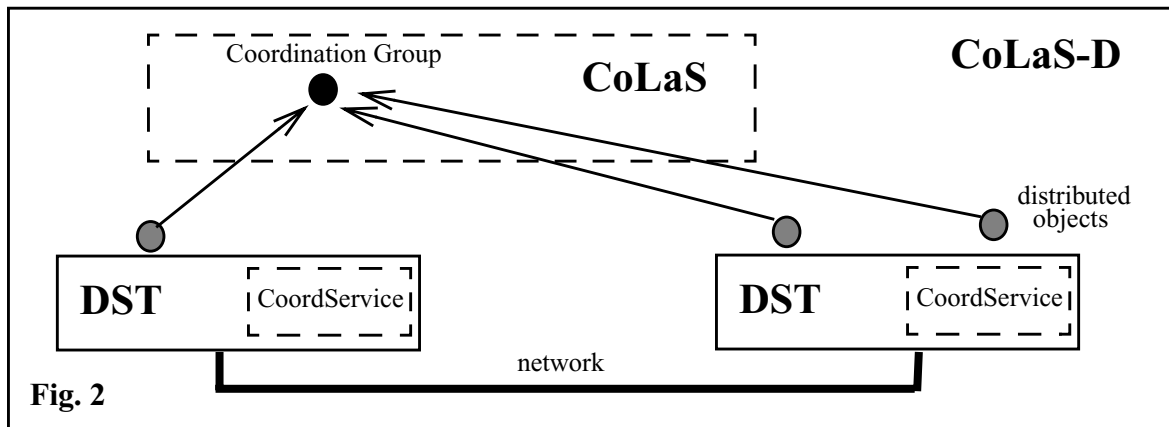 Coordination Group
CoLaS
CoLaS-D
distributed
objects
DST
CoordService
DST
CoordService
network
Fig. 2